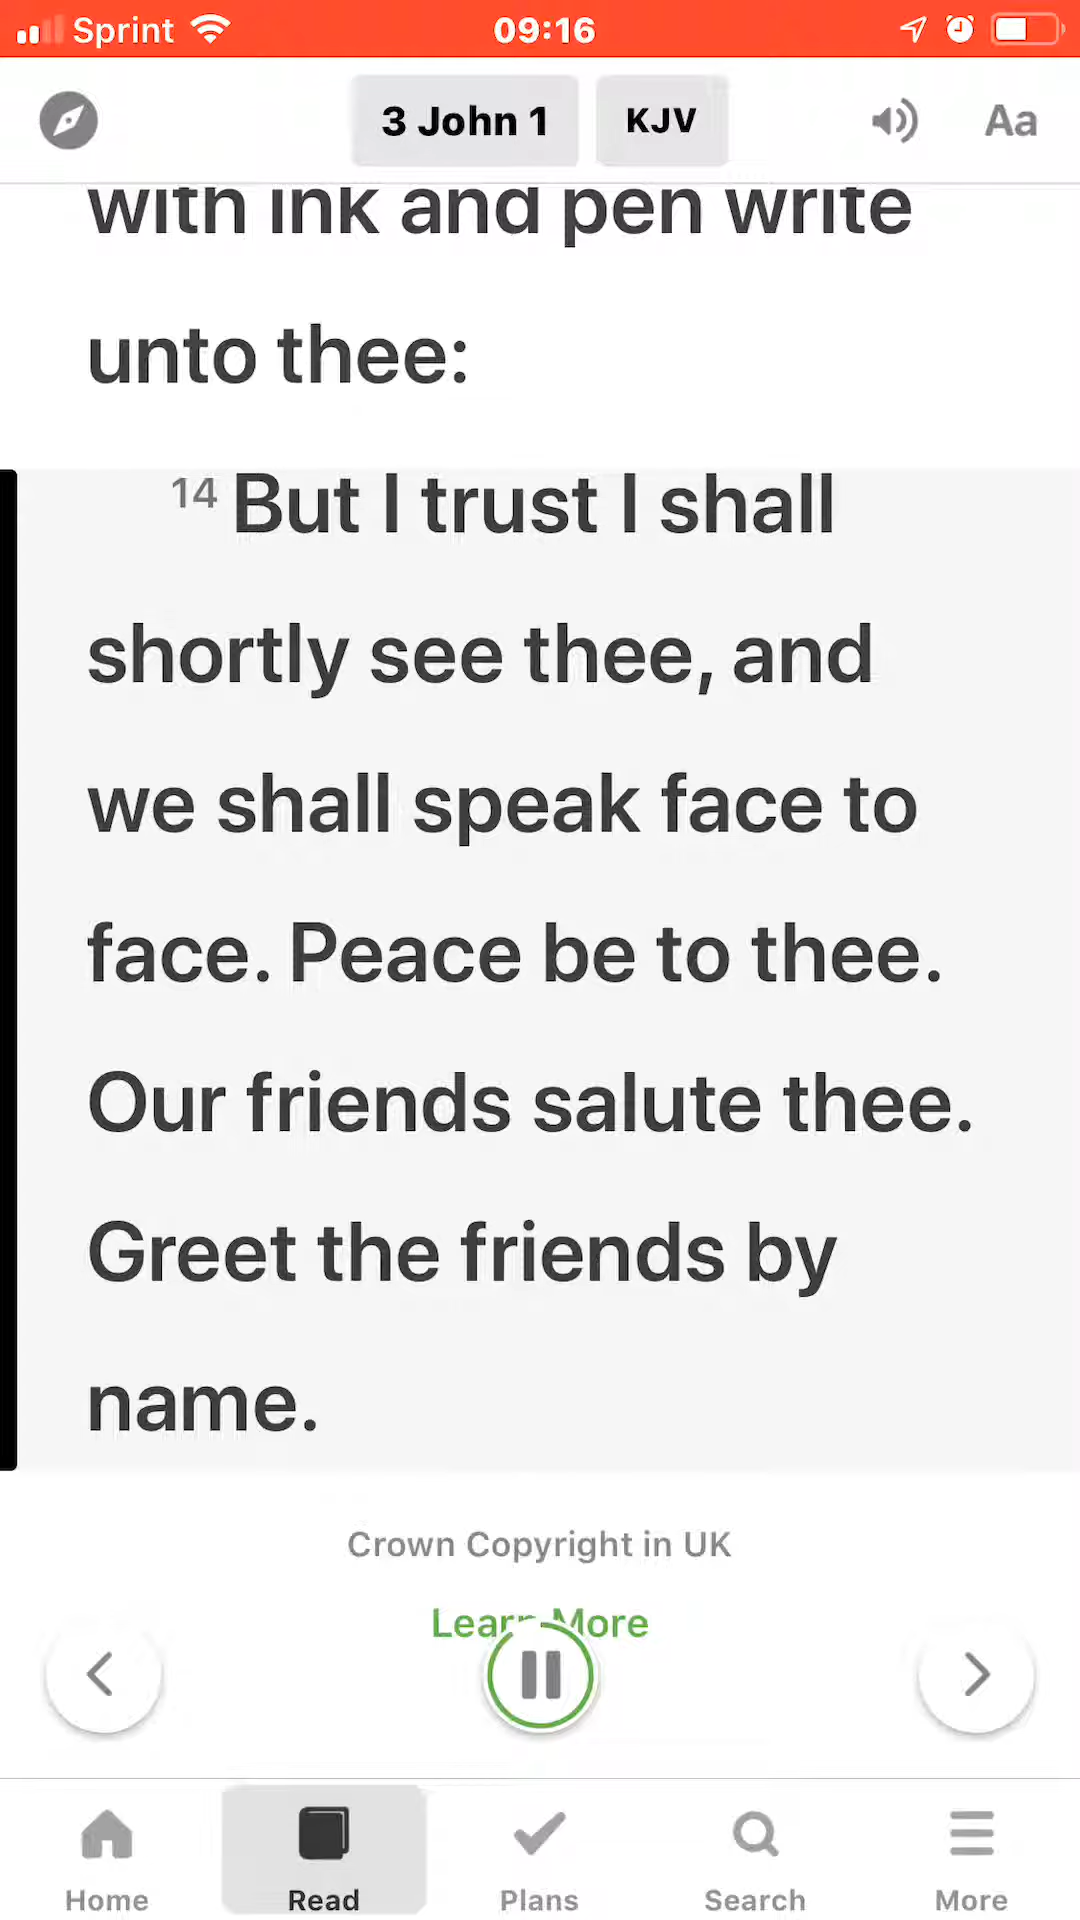 Sprint 09:16
3 John 1 KJV Aa
with ink and pen write
unto thee:
14 But I trust I shall
shortly see thee, and
we shall speak face to
face. Peace be to thee.
Our friends salute thee.
Greet the friends by
name.
Crown Copyright in UK
Learn More
Home Read Plans Search More